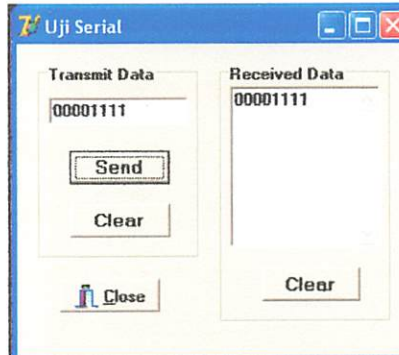 Uji Serial
Transmit Data
00001111
Send
Clear
Close
Received Data
00001111
Clear